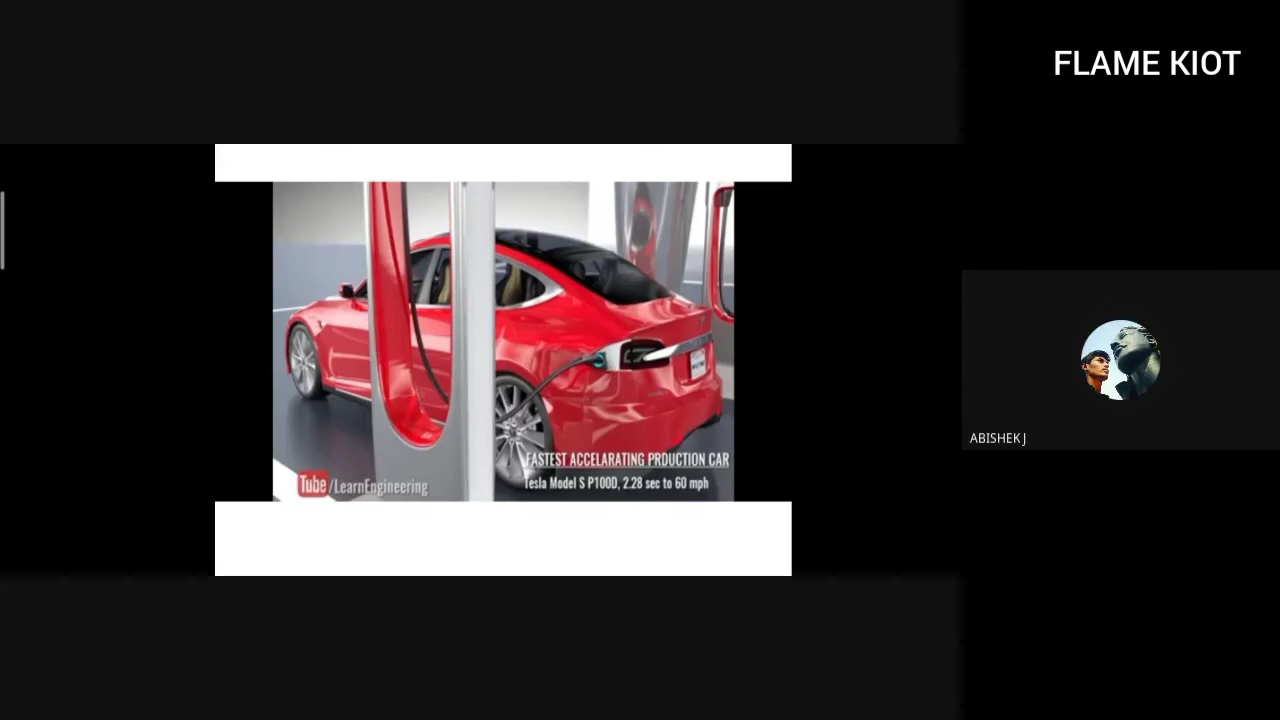 FLAME KIOT
FASTEST ACCELARATING PRDUCTION CAR
Tesla Model S P100D, 2.28 sec to 60 mph
Tube/LearnEngineering
ABISHEK J